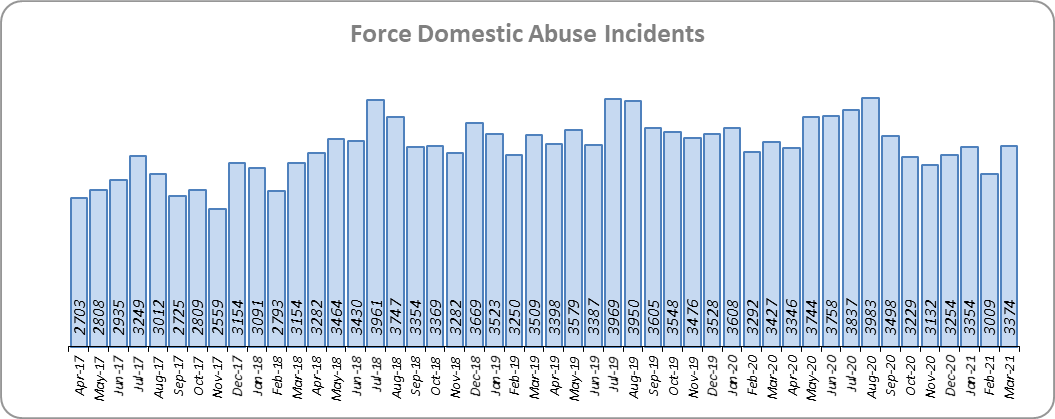 Force Domestic Abuse Incidents
2703 2808 2935 3249 3012 2725 2809 2559 3154 3091 2793 3154 3282 3464 3430 3961 3747 3354 3369 3282 3669 3523 3250 3509 3398 3579 3387 3969 3950 3605 3548 3476 3528 3608 3292 3427 3346 3744 3758 3837 3983 3498 3229 3132 3254 3354 3009 3374
Apr-17 May-17 Jun-17 Jul-17 Aug-17 Sep-17 Oct-17 Nov-17 Dec-17 Jan-18 Feb-18 Mar-18 Apr-18 May-18 Jun-18 Jul-18 Aug-18 Sep-18 Oct-18 Nov-18 Dec-18 Jan-19 Feb-19 Mar-19 Apr-19 May-19 Jun-19 Jul-19 Aug-19 Sep-19 Oct-19 Nov-19 Dec-19 Jan-20 Feb-20 Mar-20 Apr-20 May-20 Jun-20 Jul-20 Aug-20 Sep-20 Oct-20 Nov-20 Dec-20 Jan-21 Feb-21 Mar-21